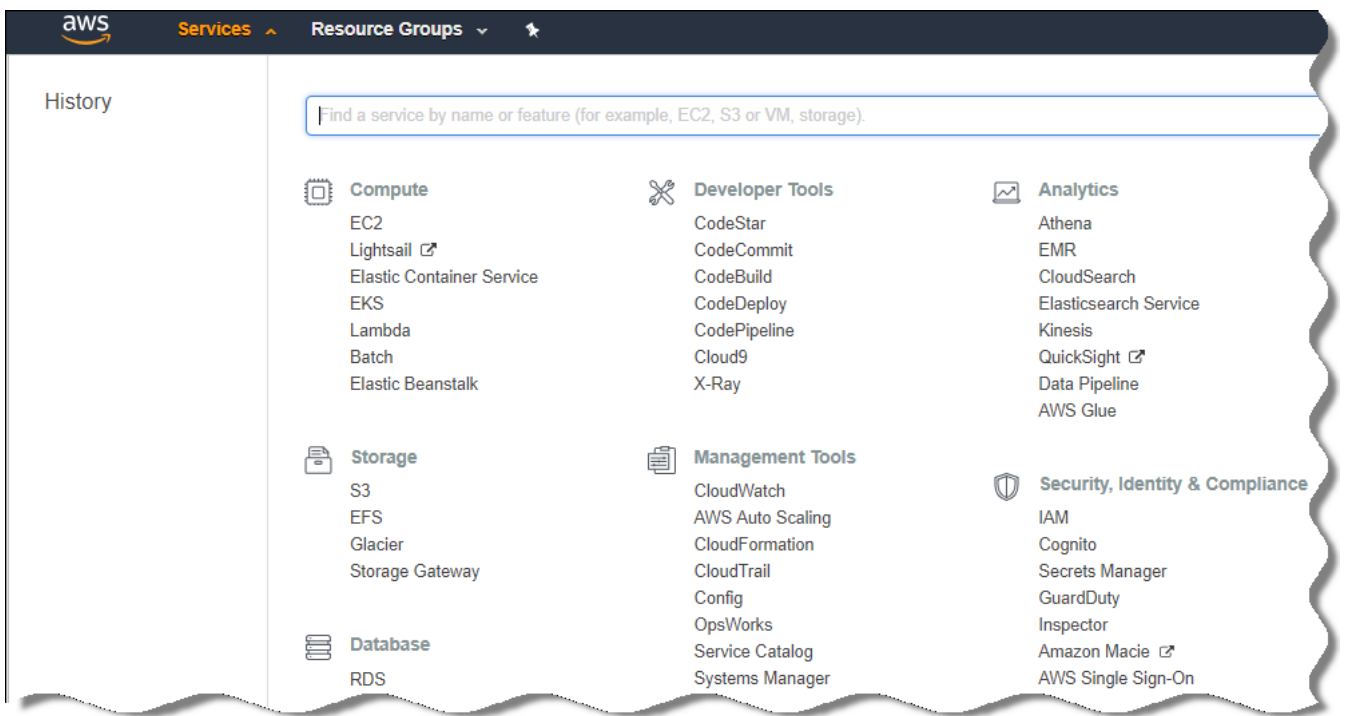 aws
Services
Resource Groups
History
Find a service by name or feature (for example, EC2, S3 or VM, storage).
Compute
EC2
Lightsail
Elastic Container Service
EKS
Lambda
Batch
Elastic Beanstalk
Storage
S3
EFS
Glacier
Storage Gateway
Database
RDS
Developer Tools
CodeStar
CodeCommit
CodeBuild
CodeDeploy
CodePipeline
Cloud9
X-Ray
Management Tools
CloudWatch
AWS Auto Scaling
CloudFormation
CloudTrail
Config
OpsWorks
Service Catalog
Systems Manager
Analytics
Athena
EMR
CloudSearch
Elasticsearch Service
Kinesis
QuickSight
Data Pipeline
AWS Glue
Security, Identity & Compliance
IAM
Cognito
Secrets Manager
GuardDuty
Inspector
Amazon Macie
AWS Single Sign-On